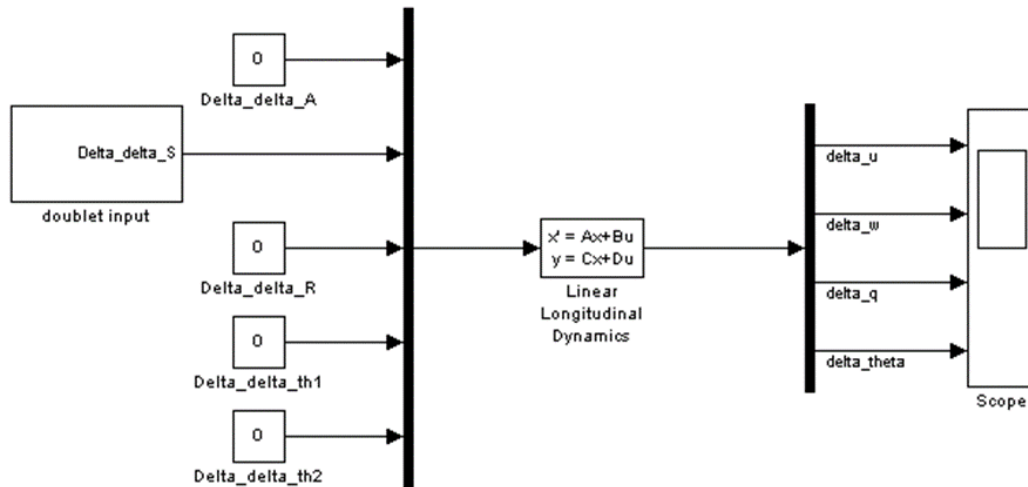 0
Delta_delta_A
Delta_delta_S
doublet input
0
Delta_delta_R
0
Delta_delta_th1
0
Delta_delta_th2
x' = Ax+Bu
y = Cx+Du
Linear
Longitudinal
Dynamics
delta_u
delta_w
delta_q
delta_theta
Scope